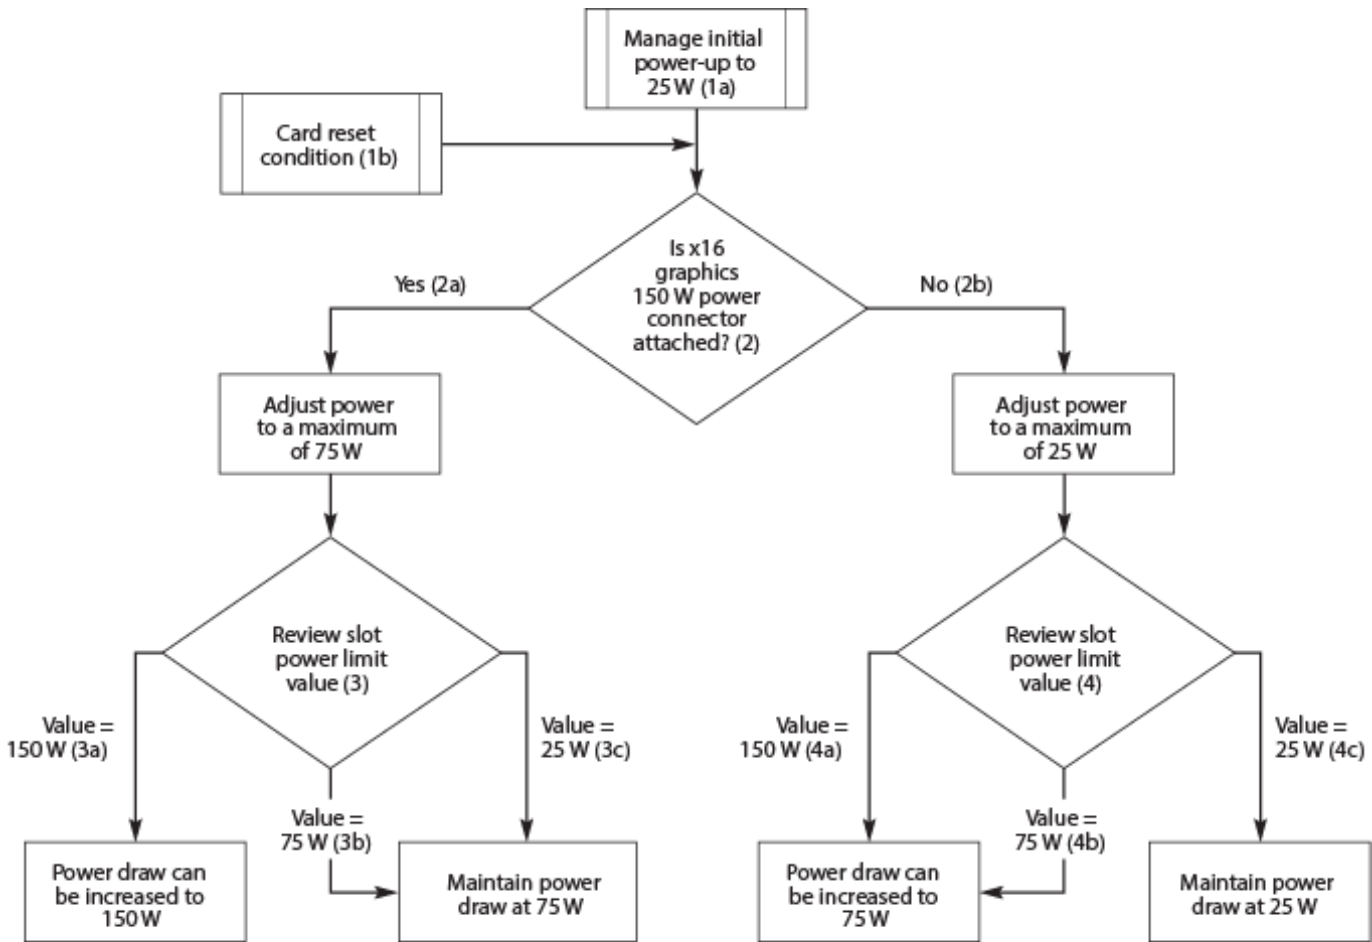 Manage initial
power-up to
25 W (1a)
Card reset
condition (1b)
Is x16
graphics
150 W power
connector
attached? (2)
Yes (2a)
No (2b)
Adjust power
to a maximum
of 75 W
Adjust power
to a maximum
of 25 W
Review slot
power limit
value (3)
Review slot
power limit
value (4)
Value =
150 W (3a)
Value =
25 W (3c)
Value =
150 W (4a)
Value =
25 W (4c)
Value =
75 W (3b)
Value =
75 W (4b)
Power draw can
be increased to
150 W
Maintain power
draw at 75 W
Power draw can
be increased to
75 W
Maintain power
draw at 25 W